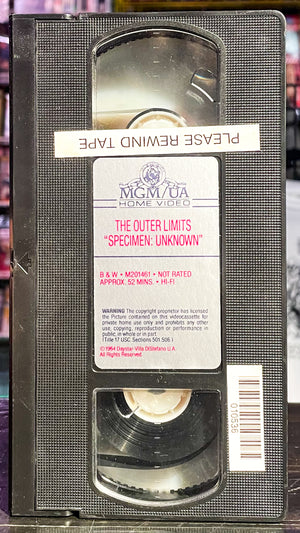 PLEASE REWIND TAPE
MGM/UA
HOME VIDEO
THE OUTER LIMITS
"SPECIMEN: UNKNOWN"
B & W • M201461 • NOT RATED
APPROX. 52 MINS. • HI-FI
WARNING The copyright proprietor has licensed
the Picture contained on this videocassette for
private home use only and prohibits any other
use, copying, reproduction or performance in
public, in whole or in part
(Title 17 USC. Sections 501 506.)
©1964 Daystar-Villa DiStefano U.A.
All Rights Reserved.
010536